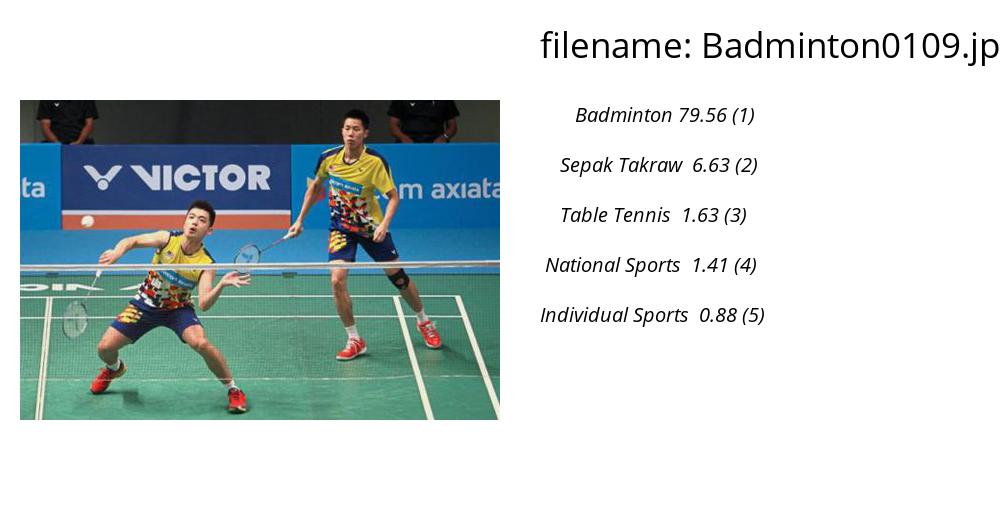 filename: Badminton0109.jp
Badminton 79.56 (1)
Sepak Takraw 6.63 (2)
Table Tennis 1.63 (3)
National Sports 1.41 (4)
Individual Sports 0.88 (5)
ta
VICTOR
m axiata